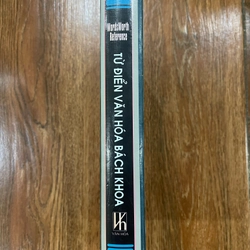 WordsWorth
Reference
TỪ ĐIỂN VĂN HÓA BÁCH KHOA